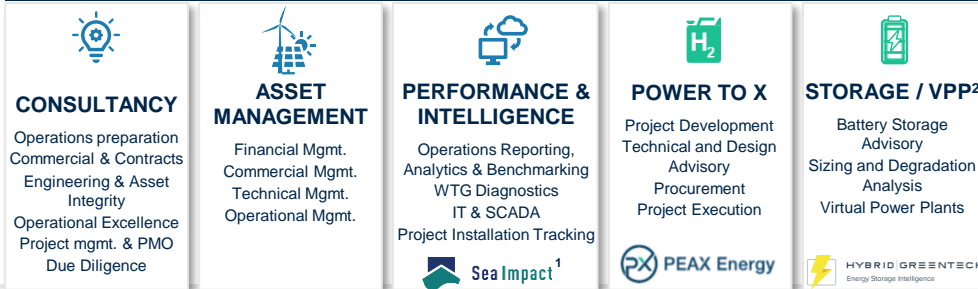 CONSULTANCY
Operations preparation
Commercial & Contracts
Engineering & Asset
Integrity
Operational Excellence
Project mgmt. & PMO
Due Diligence
ASSET
MANAGEMENT
Financial Mgmt.
Commercial Mgmt.
Technical Mgmt.
Operational Mgmt.
PERFORMANCE &
INTELLIGENCE
Operations Reporting,
Analytics & Benchmarking
WTG Diagnostics
IT & SCADA
Project Installation Tracking
Sea Impact¹
H₂
POWER TO X
Project Development
Technical and Design
Advisory
Procurement
Project Execution
PX PEAX Energy
STORAGE / VPP²
Battery Storage
Advisory
Sizing and Degradation
Analysis
Virtual Power Plants
HYBRID|GREENTECH
Energy Storage Intelligence